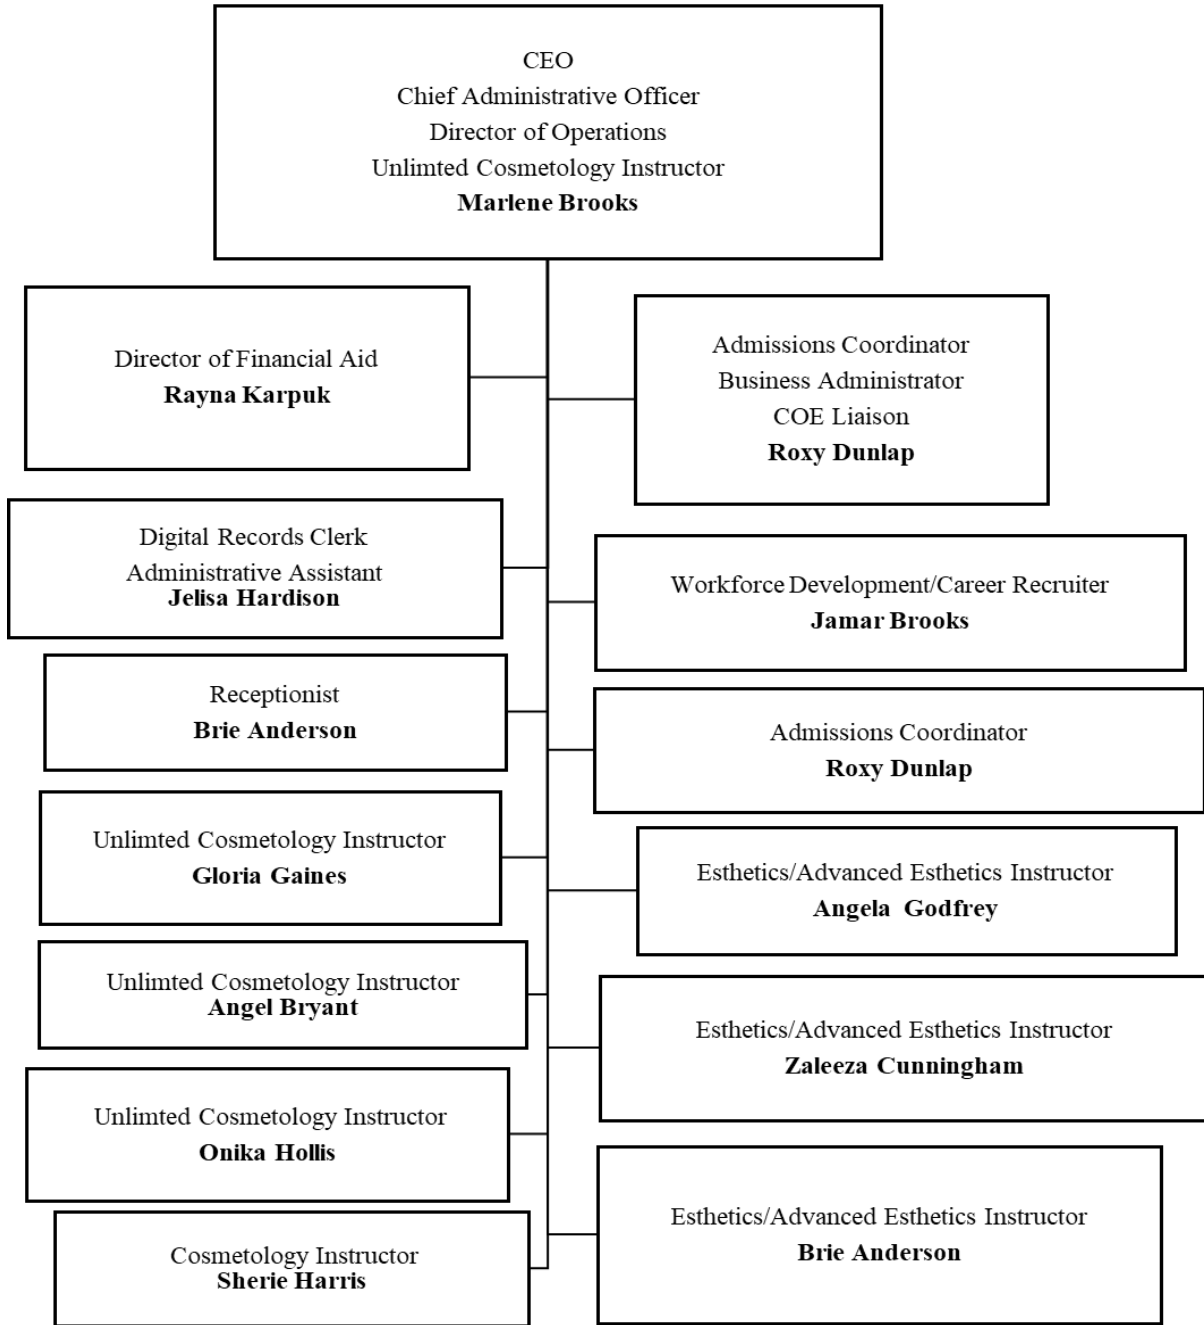 CEO
Chief Administrative Officer
Director of Operations
Unlimted Cosmetology Instructor
Marlene Brooks
Director of Financial Aid
Rayna Karpuk
Admissions Coordinator
Business Administrator
COE Liaison
Roxy Dunlap
Digital Records Clerk
Administrative Assistant
Jelisa Hardison
Workforce Development/Career Recruiter
Jamar Brooks
Receptionist
Brie Anderson
Admissions Coordinator
Roxy Dunlap
Unlimted Cosmetology Instructor
Gloria Gaines
Esthetics/Advanced Esthetics Instructor
Angela Godfrey
Unlimted Cosmetology Instructor
Angel Bryant
Esthetics/Advanced Esthetics Instructor
Zaleeza Cunningham
Unlimted Cosmetology Instructor
Onika Hollis
Esthetics/Advanced Esthetics Instructor
Brie Anderson
Cosmetology Instructor
Sherie Harris